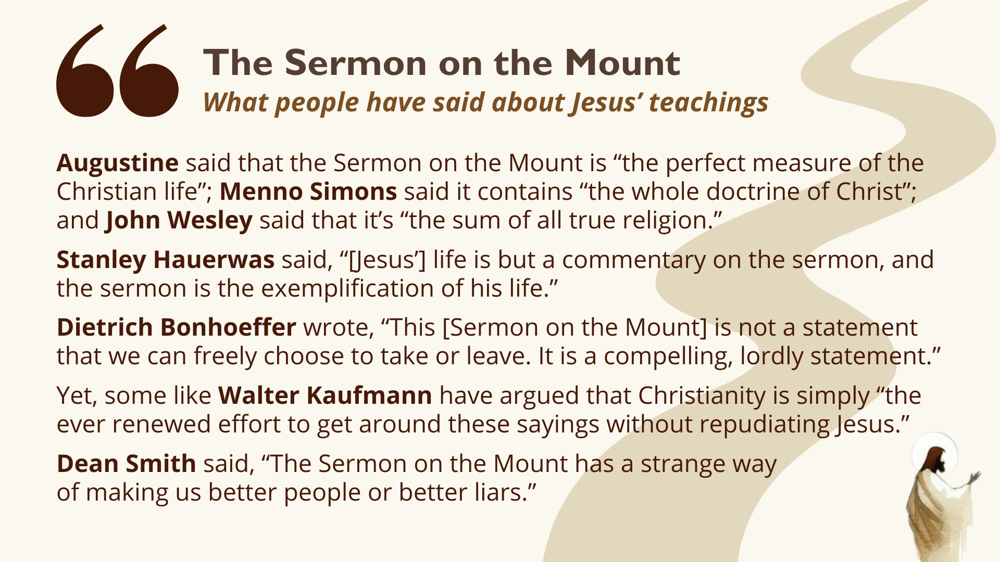 The Sermon on the Mount
What people have said about Jesus’ teachings
Augustine said that the Sermon on the Mount is “the perfect measure of the
Christian life”; Menno Simons said it contains “the whole doctrine of Christ”;
and John Wesley said that it’s “the sum of all true religion.”
Stanley Hauerwas said, “[Jesus’] life is but a commentary on the sermon, and
the sermon is the exemplification of his life.”
Dietrich Bonhoeffer wrote, “This [Sermon on the Mount] is not a statement
that we can freely choose to take or leave. It is a compelling, lordly statement.”
Yet, some like Walter Kaufmann have argued that Christianity is simply “the
ever renewed effort to get around these sayings without repudiating Jesus.”
Dean Smith said, “The Sermon on the Mount has a strange way
of making us better people or better liars.”